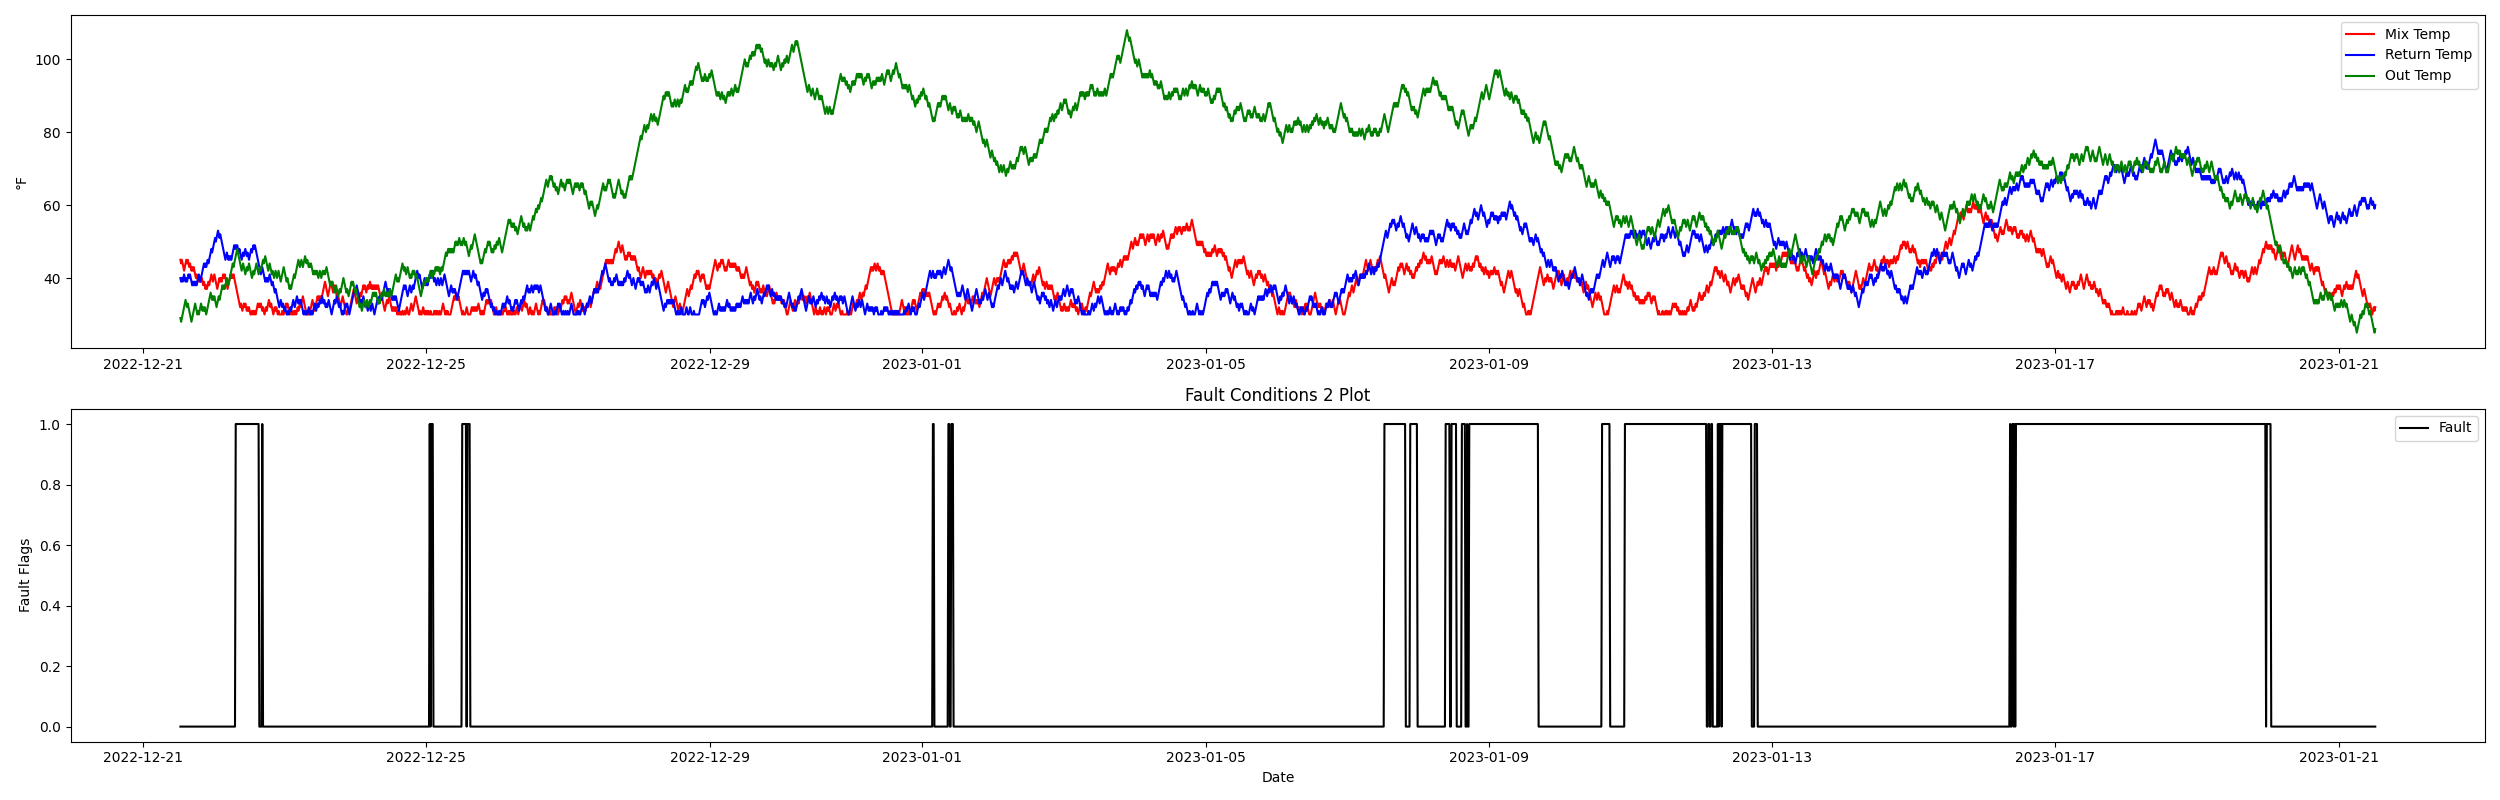 100
80
60
40
°F
Mix Temp
Return Temp
Out Temp
2022-12-21 2022-12-25 2022-12-29 2023-01-01 2023-01-05 2023-01-09 2023-01-13 2023-01-17 2023-01-21
Fault Conditions 2 Plot
1.0
0.8
0.6
0.4
0.2
0.0
Fault Flags
Fault
2022-12-21 2022-12-25 2022-12-29 2023-01-01 2023-01-05 2023-01-09 2023-01-13 2023-01-17 2023-01-21
Date